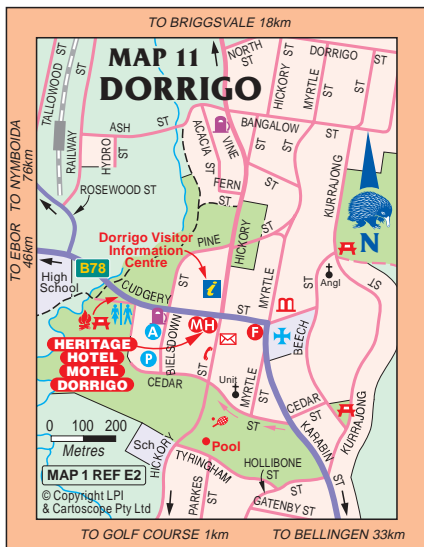 TO BRIGGSVALE 18km
MAP 11
DORRIGO
TALLOWOOD ST
NORTH ST
DORRIGO ST
HICKORY ST
MYRTLE ST
ASH ST
ACACIA ST
VINE
BANGALOW ST
KURRAJONG
RAILWAY
HYDRO ST
FERN ST
ROSEWOOD ST
TO NYMBOIDA 76km
TO EBOR 46km
N
Dorrigo Visitor
Information
Centre
PINE ST
HICKORY
B78
High
School
CUDGERY ST
i
MYRTLE ST
m
Angl
ST
BEECH
A
MH
F
HERITAGE
HOTEL
MOTEL
DORRIGO
P
BIELSDOWN ST
CEDAR ST
Unit
MYRTLE ST
CEDAR ST
KARABIN ST
KURRAJONG
0 100 200
Metres
Sch
HICKORY
Pool
TYRINGHAM ST
HOLLIBONE ST
PARKES ST
GATENBY ST
MAP 1 REF E2
© Copyright LPI
& Cartoscope Pty Ltd
TO GOLF COURSE 1km
TO BELLINGEN 33km